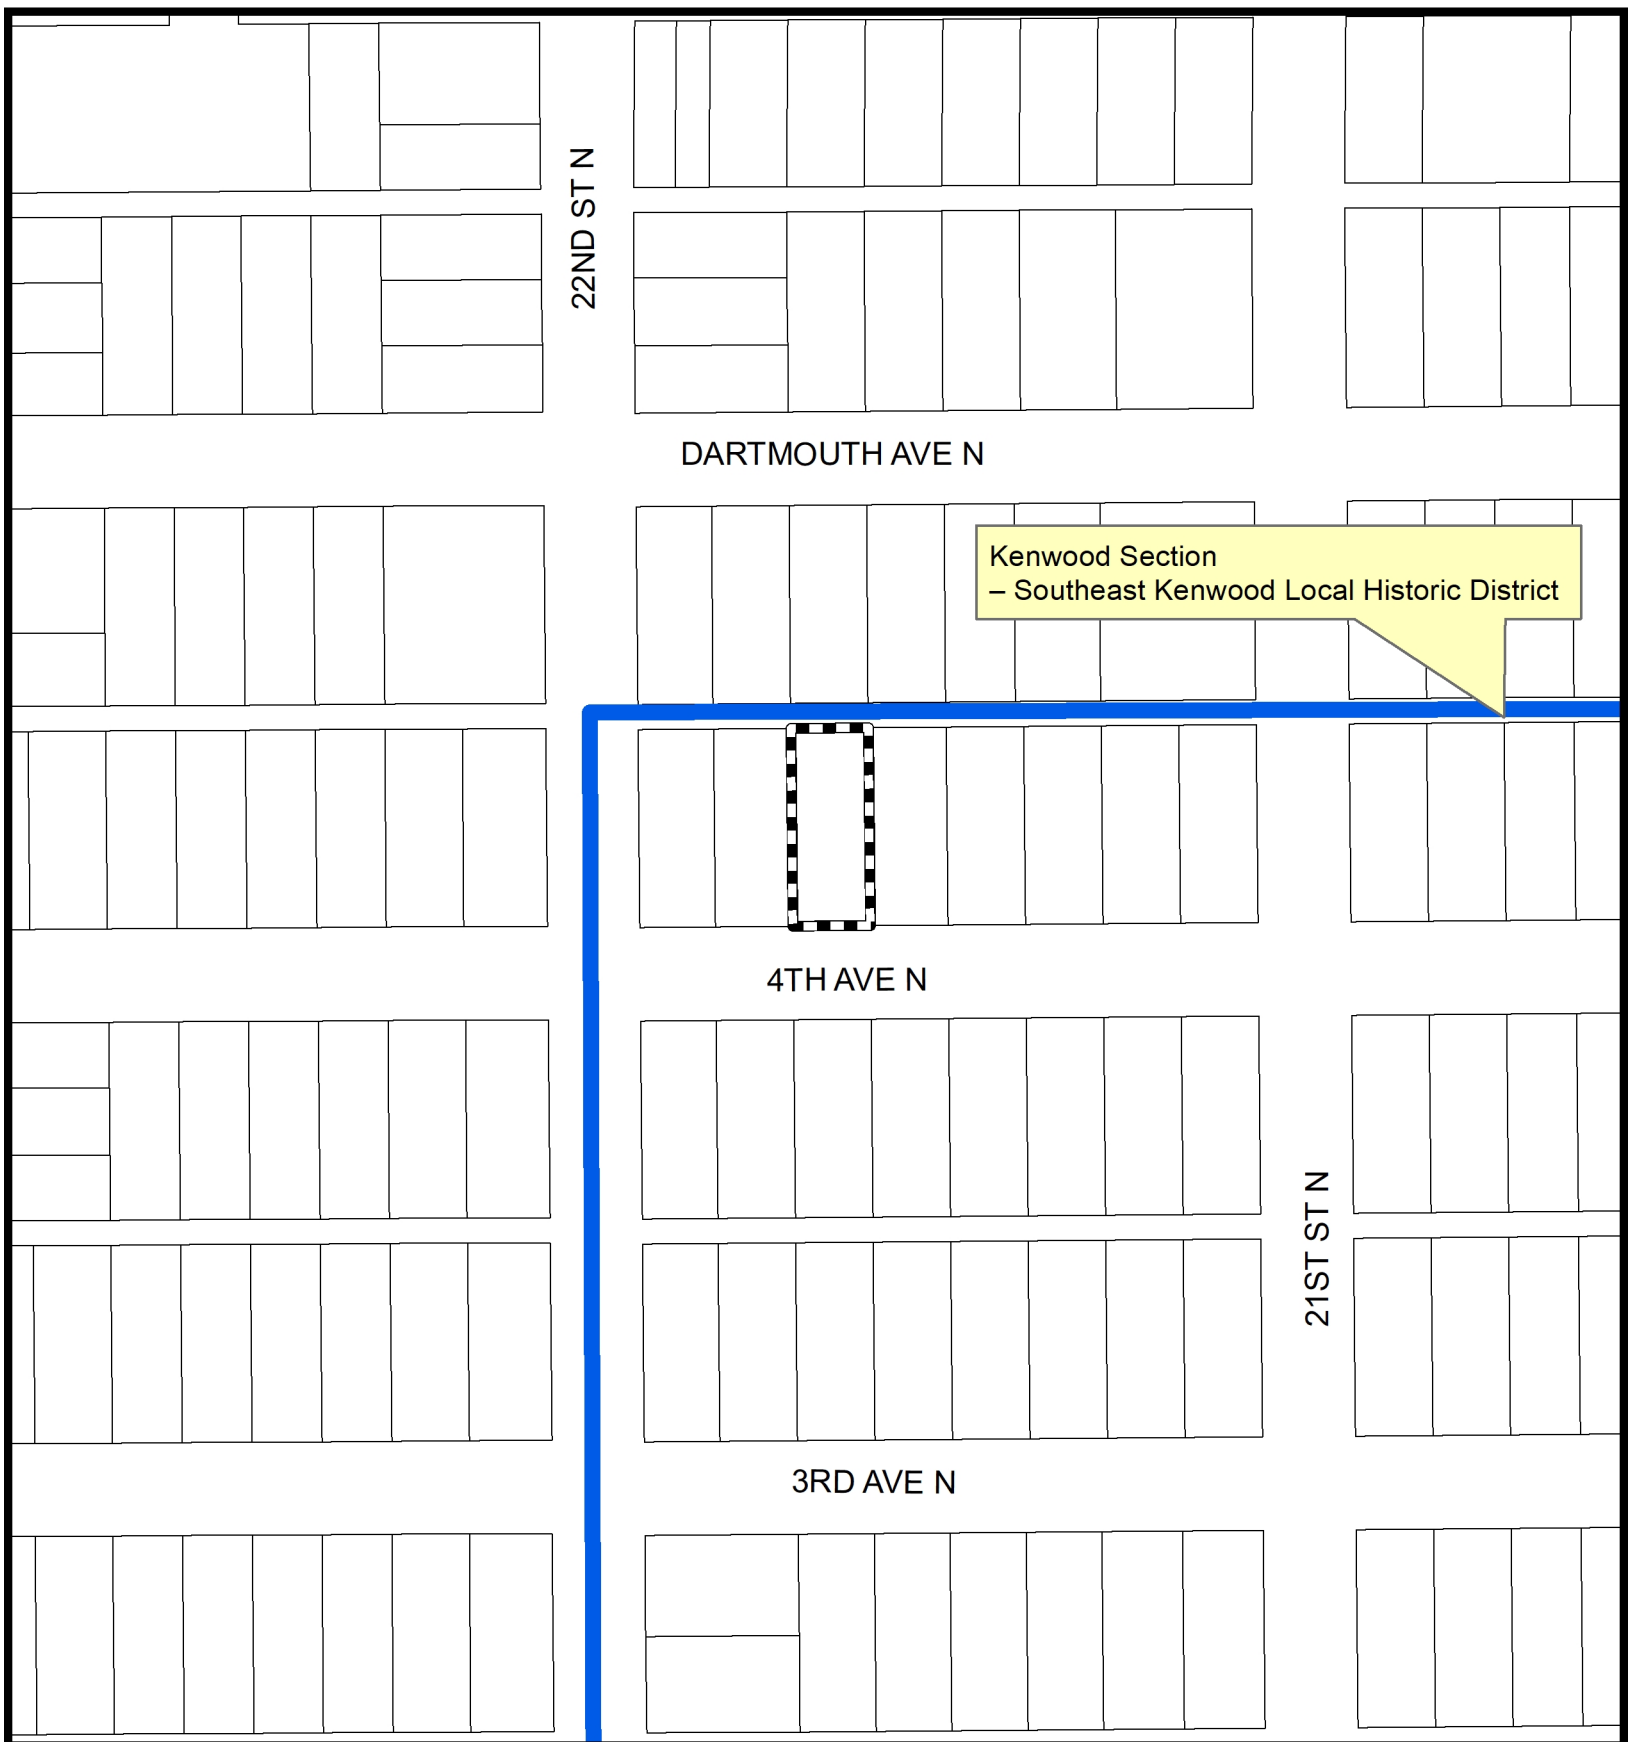 22ND ST N
DARTMOUTH AVE N
Kenwood Section
– Southeast Kenwood Local Historic District
4TH AVE N
21ST ST N
3RD AVE N